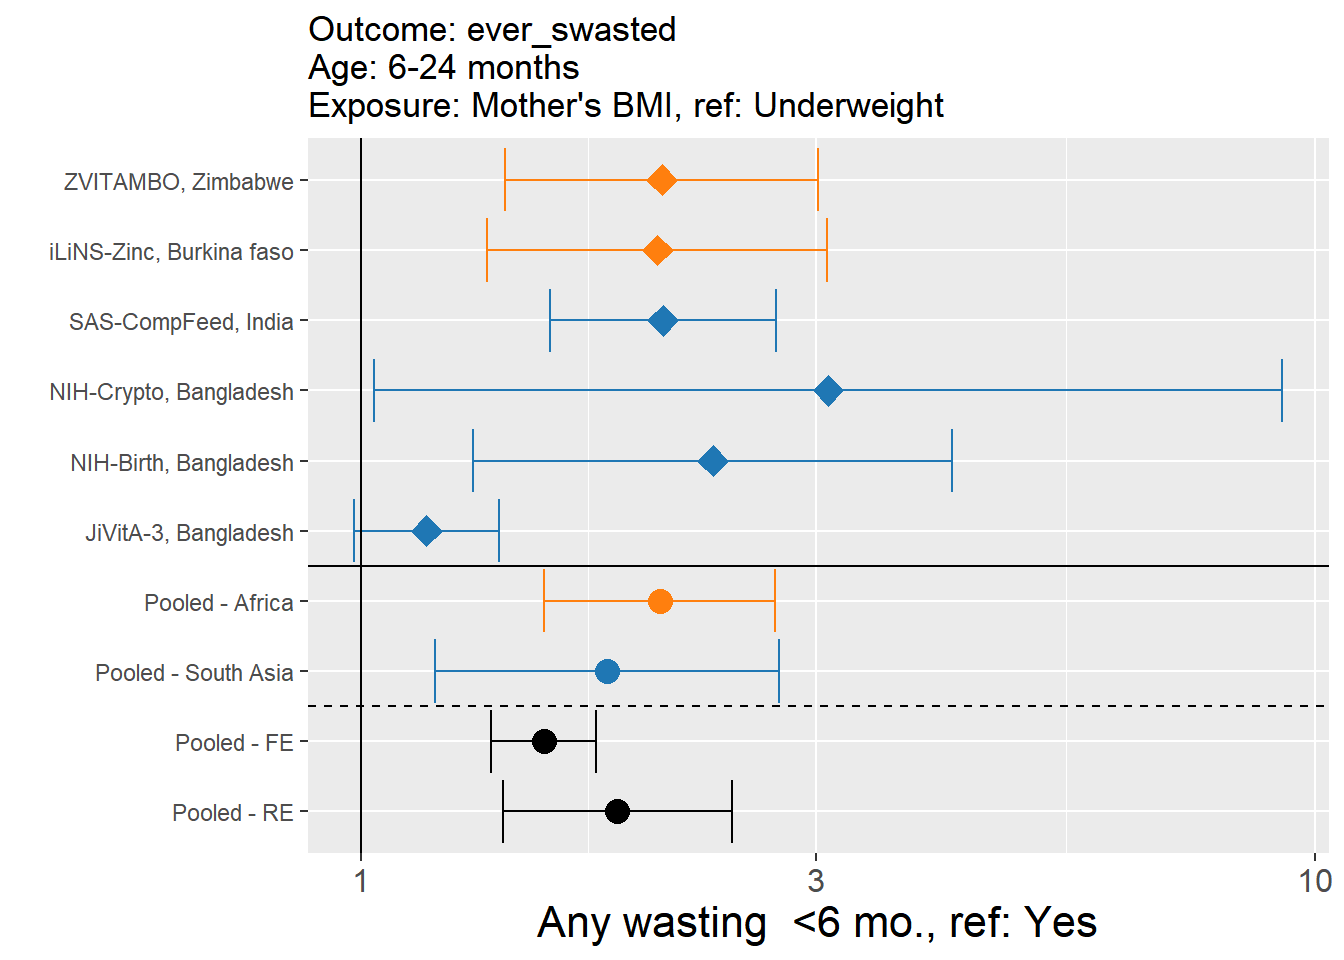 Outcome: ever_swasted
Age: 6-24 months
Exposure: Mother's BMI, ref: Underweight
ZVITAMBO, Zimbabwe
iLiNS-Zinc, Burkina faso
SAS-CompFeed, India
NIH-Crypto, Bangladesh
NIH-Birth, Bangladesh
JiVitA-3, Bangladesh
Pooled - Africa
Pooled - South Asia
Pooled - FE
Pooled - RE
1 3 10
Any wasting  <6 mo., ref: Yes